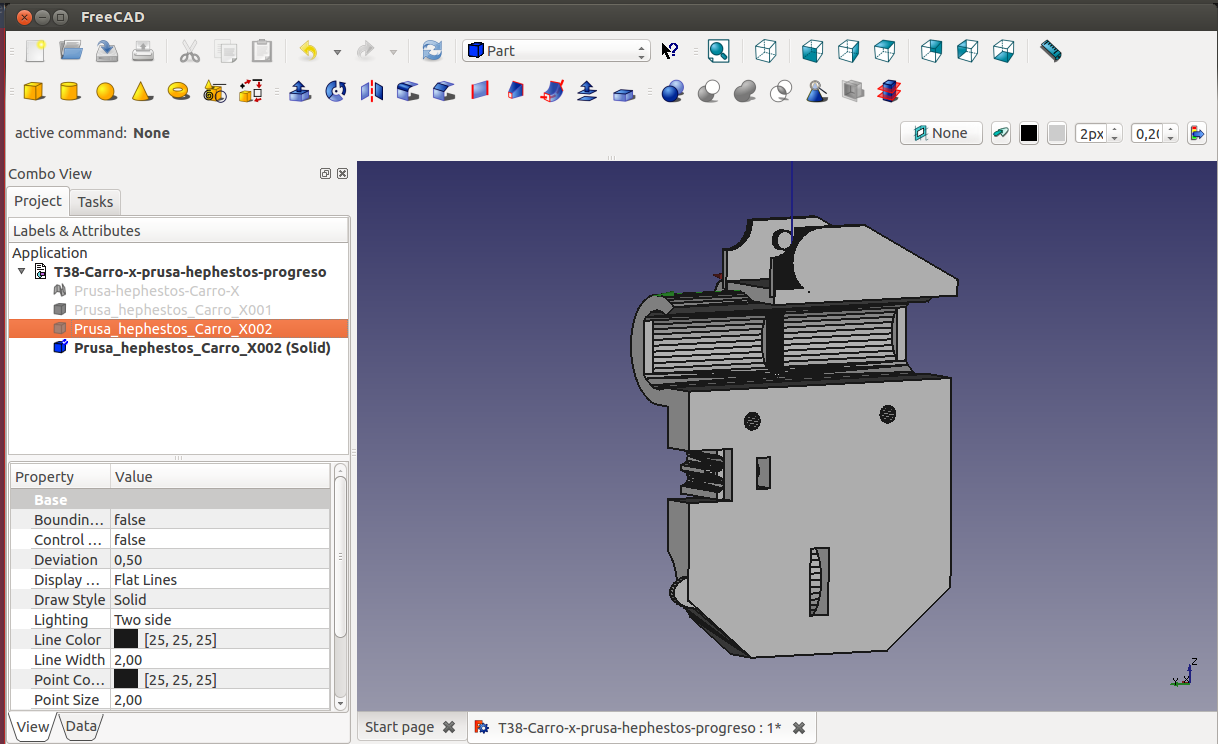 FreeCAD
Part
active command: None
None
2px
0,2(
Combo View
Project
Tasks
Labels & Attributes
Application
T38-Carro-x-prusa-hephestos-progreso
Prusa-hephestos-Carro-X
Prusa_hephestos_Carro_X001
Prusa_hephestos_Carro_X002
Prusa_hephestos_Carro_X002 (Solid)
Property Value
Base
Boundin... false
Control ... false
Deviation 0,50
Display ... Flat Lines
Draw Style Solid
Lighting Two side
Line Color [25, 25, 25]
Line Width 2,00
Point Co... [25, 25, 25]
Point Size 2,00
View
Data
Z
Y
X
Start page
T38-Carro-x-prusa-hephestos-progreso : 1*